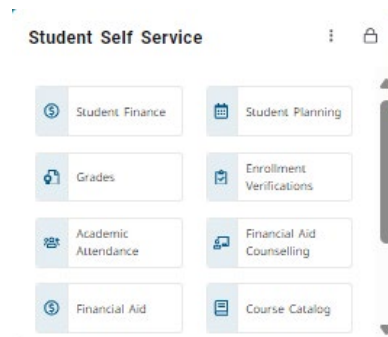 Student Self Service
Student Finance
Student Planning
Grades
Enrollment
Verifications
Academic
Attendance
Financial Aid
Counselling
Financial Aid
Course Catalog